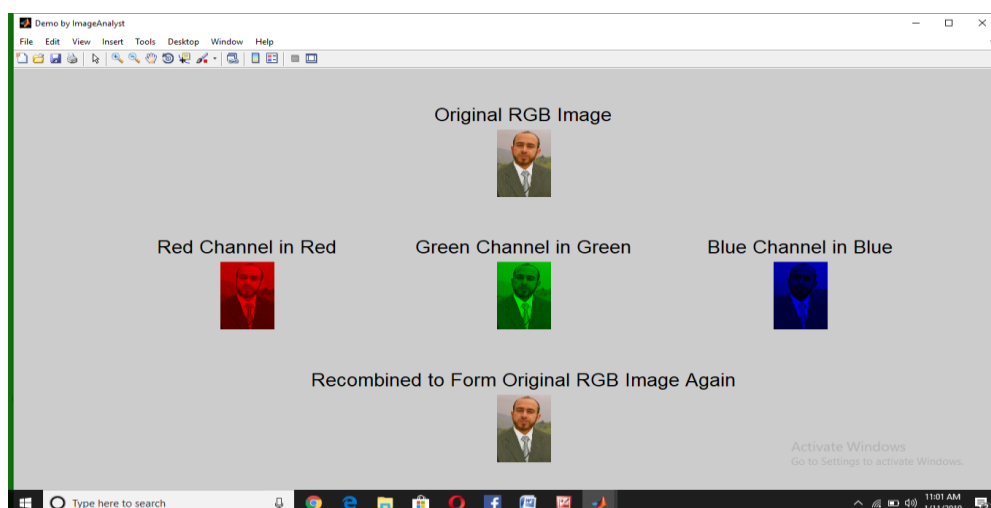 Demo by ImageAnalyst
File Edit View Insert Tools Desktop Window Help
Original RGB Image
Red Channel in Red
Green Channel in Green
Blue Channel in Blue
Recombined to Form Original RGB Image Again
Activate Windows
Go to Settings to activate Windows.
Type here to search
11:01 AM